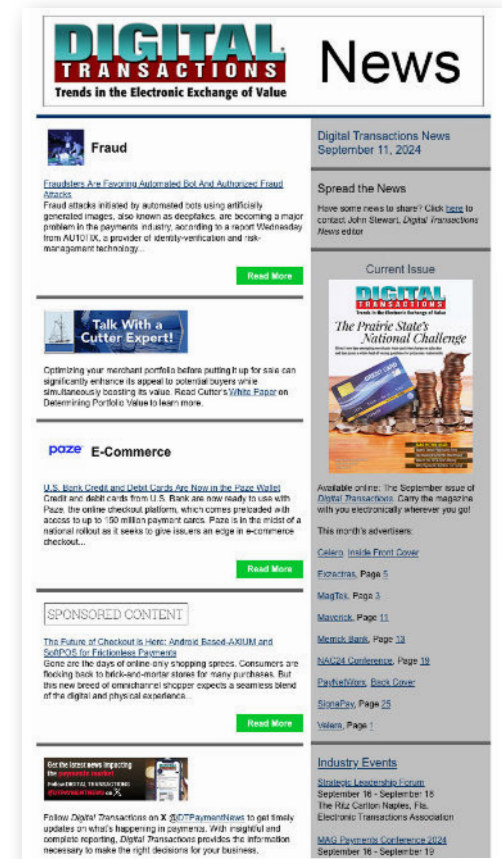 DIGITAL
TRANSACTIONS
Trends in the Electronic Exchange of Value
News
Fraud
Fraudsters Are Favoring Automated Bot And Authorized Fraud
Attacks
Fraud attacks initiated by automated bots using artificially
generated images, also known as deepfakes, are becoming a major
problem in the payments industry, according to a report Wednesday
from AU10TIX, a provider of identity-verification and risk-
management technology...
Read More
Talk With a
Cutter Expert!
Optimizing your merchant portfolio before putting it up for sale can
significantly enhance its appeal to potential buyers while
simultaneously boosting its value. Read Cutter's White Paper on
Determining Portfolio Value to learn more.
paze
E-Commerce
U.S. Bank Credit and Debit Cards Are Now in the Paze Wallet
Credit and debit cards from U.S. Bank are now ready to use with
Paze, the online checkout platform, which comes preloaded with
access to up to 150 million payment cards. Paze is in the midst of a
national rollout as it seeks to give issuers an edge in e-commerce
checkout...
Read More
SPONSORED CONTENT
The Future of Checkout is Here: Android Based-AXIUM and
SoftPOS for Frictionless Payments
Gone are the days of online-only shopping sprees. Consumers are
flocking back to brick-and-mortar stores for many purchases. But
this new breed of omnichannel shopper expects a seamless blend
of the digital and physical experience...
Read More
Get the latest news impacting
the payments market
Follow DIGITAL TRANSACTIONS
@DTPAYMENTNEWS on X
Follow Digital Transactions on X @DTPaymentNews to get timely
updates on what's happening in payments. With insightful and
complete reporting, Digital Transactions provides the information
necessary to make the right decisions for your business.
Digital Transactions News
September 11, 2024
Spread the News
Have some news to share? Click here to
contact John Stewart, Digital Transactions
News editor
Current Issue
DIGITAL
TRANSACTIONS
Trends in the Electronic Exchange of Value
The Prairie State's
National Challenge
CREDIT CARD
Available online: The September issue of
Digital Transactions. Carry the magazine
with you electronically wherever you go!
This month's advertisers:
Celero, Inside Front Cover
Exzactras, Page 5
MagTek, Page 3
Maverick, Page 11
Merrick Bank, Page 13
NAC24 Conference, Page 19
PayNetWorx, Back Cover
SignaPay, Page 25
Valera, Page 1
Industry Events
Strategic Leadership Forum
September 16 - September 18
The Ritz Carlton Naples, Fla.
Electronic Transactions Association
MAG Payments Conference 2024
September 16 - September 19